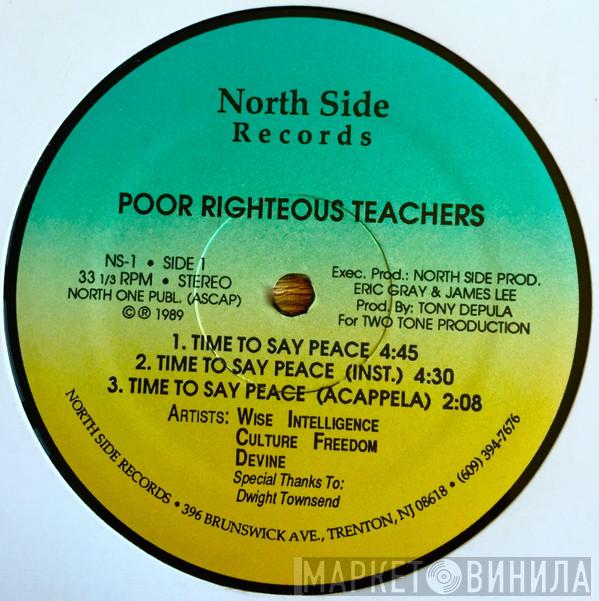 North Side
Records
POOR RIGHTEOUS TEACHERS
NS-1 • SIDE 1
33 1/3 RPM • STEREO
NORTH ONE PUBL. (ASCAP)
© ℗ 1989
Exec. Prod.: NORTH SIDE PROD.
ERIC GRAY & JAMES LEE
Prod. By: TONY DEPULA
For TWO TONE PRODUCTION
1. TIME TO SAY PEACE 4:45
2. TIME TO SAY PEACE (INST.) 4:30
3. TIME TO SAY PEACE (ACAPPELA) 2:08
ARTISTS: WISE INTELLIGENCE
CULTURE FREEDOM
DEVINE
Special Thanks To:
Dwight Townsend
NORTH SIDE RECORDS • 396 BRUNSWICK AVE., TRENTON, NJ 08618 • (609) 394-7676
МАРКЕТ ВИНИЛА